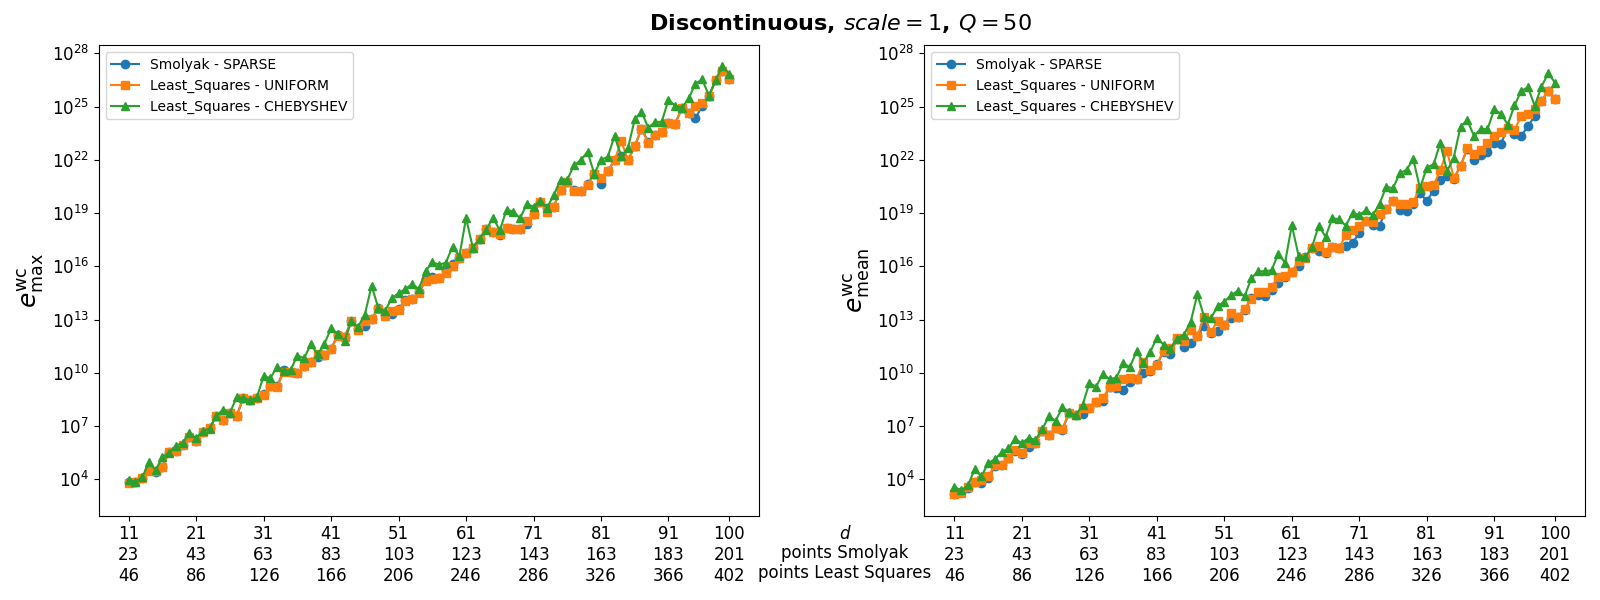 Discontinuous, scale = 1, Q = 50
10^28
10^25
10^22
10^19
10^16
10^13
10^10
10^7
10^4
e^wc_max
Smolyak - SPARSE
Least_Squares - UNIFORM
Least_Squares - CHEBYSHEV
11 21 31 41 51 61 71 81 91 100
23 43 63 83 103 123 143 163 183 201
46 86 126 166 206 246 286 326 366 402
d
points Smolyak
points Least Squares
10^28
10^25
10^22
10^19
10^16
10^13
10^10
10^7
10^4
e^wc_mean
Smolyak - SPARSE
Least_Squares - UNIFORM
Least_Squares - CHEBYSHEV
11 21 31 41 51 61 71 81 91 100
23 43 63 83 103 123 143 163 183 201
46 86 126 166 206 246 286 326 366 402